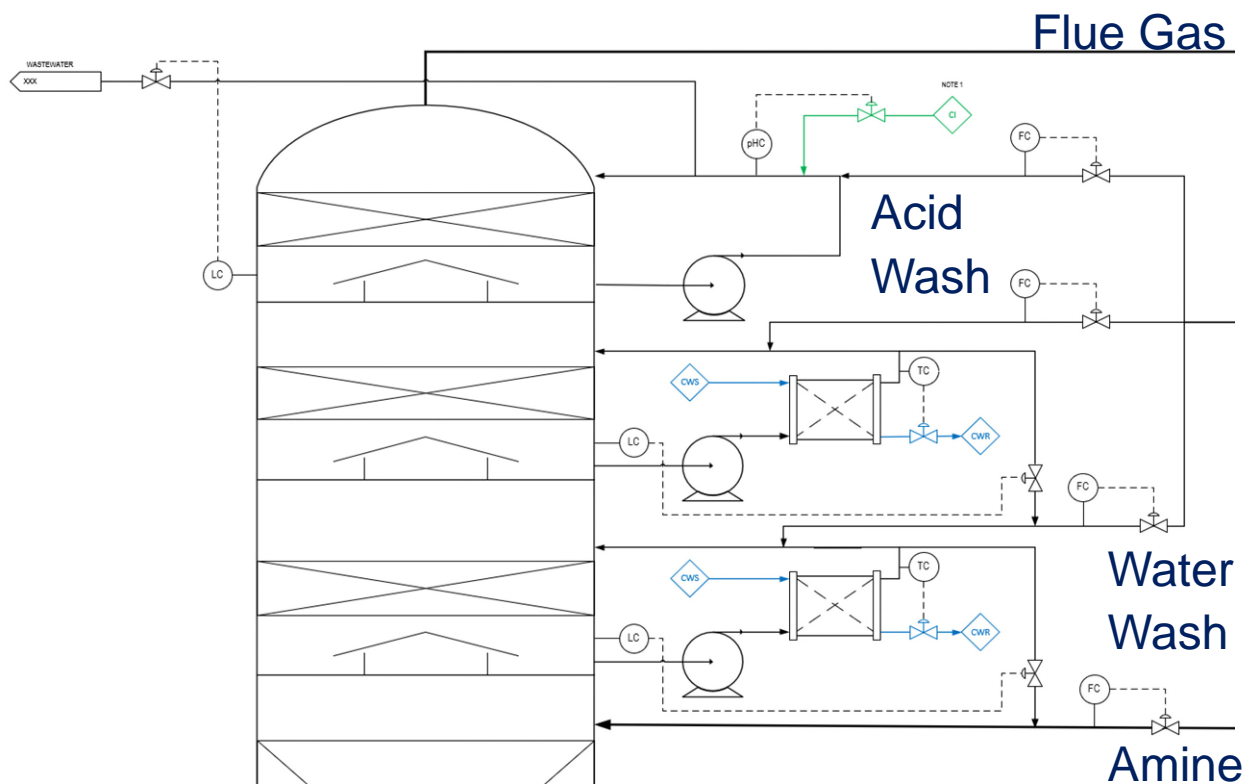 Flue Gas
WASTEWATER
XXX
NOTE 1
CI
pHC
FC
Acid
Wash
LC
FC
CWS
TC
LC
CWR
FC
CWS
TC
Water
Wash
LC
CWR
FC
Amine